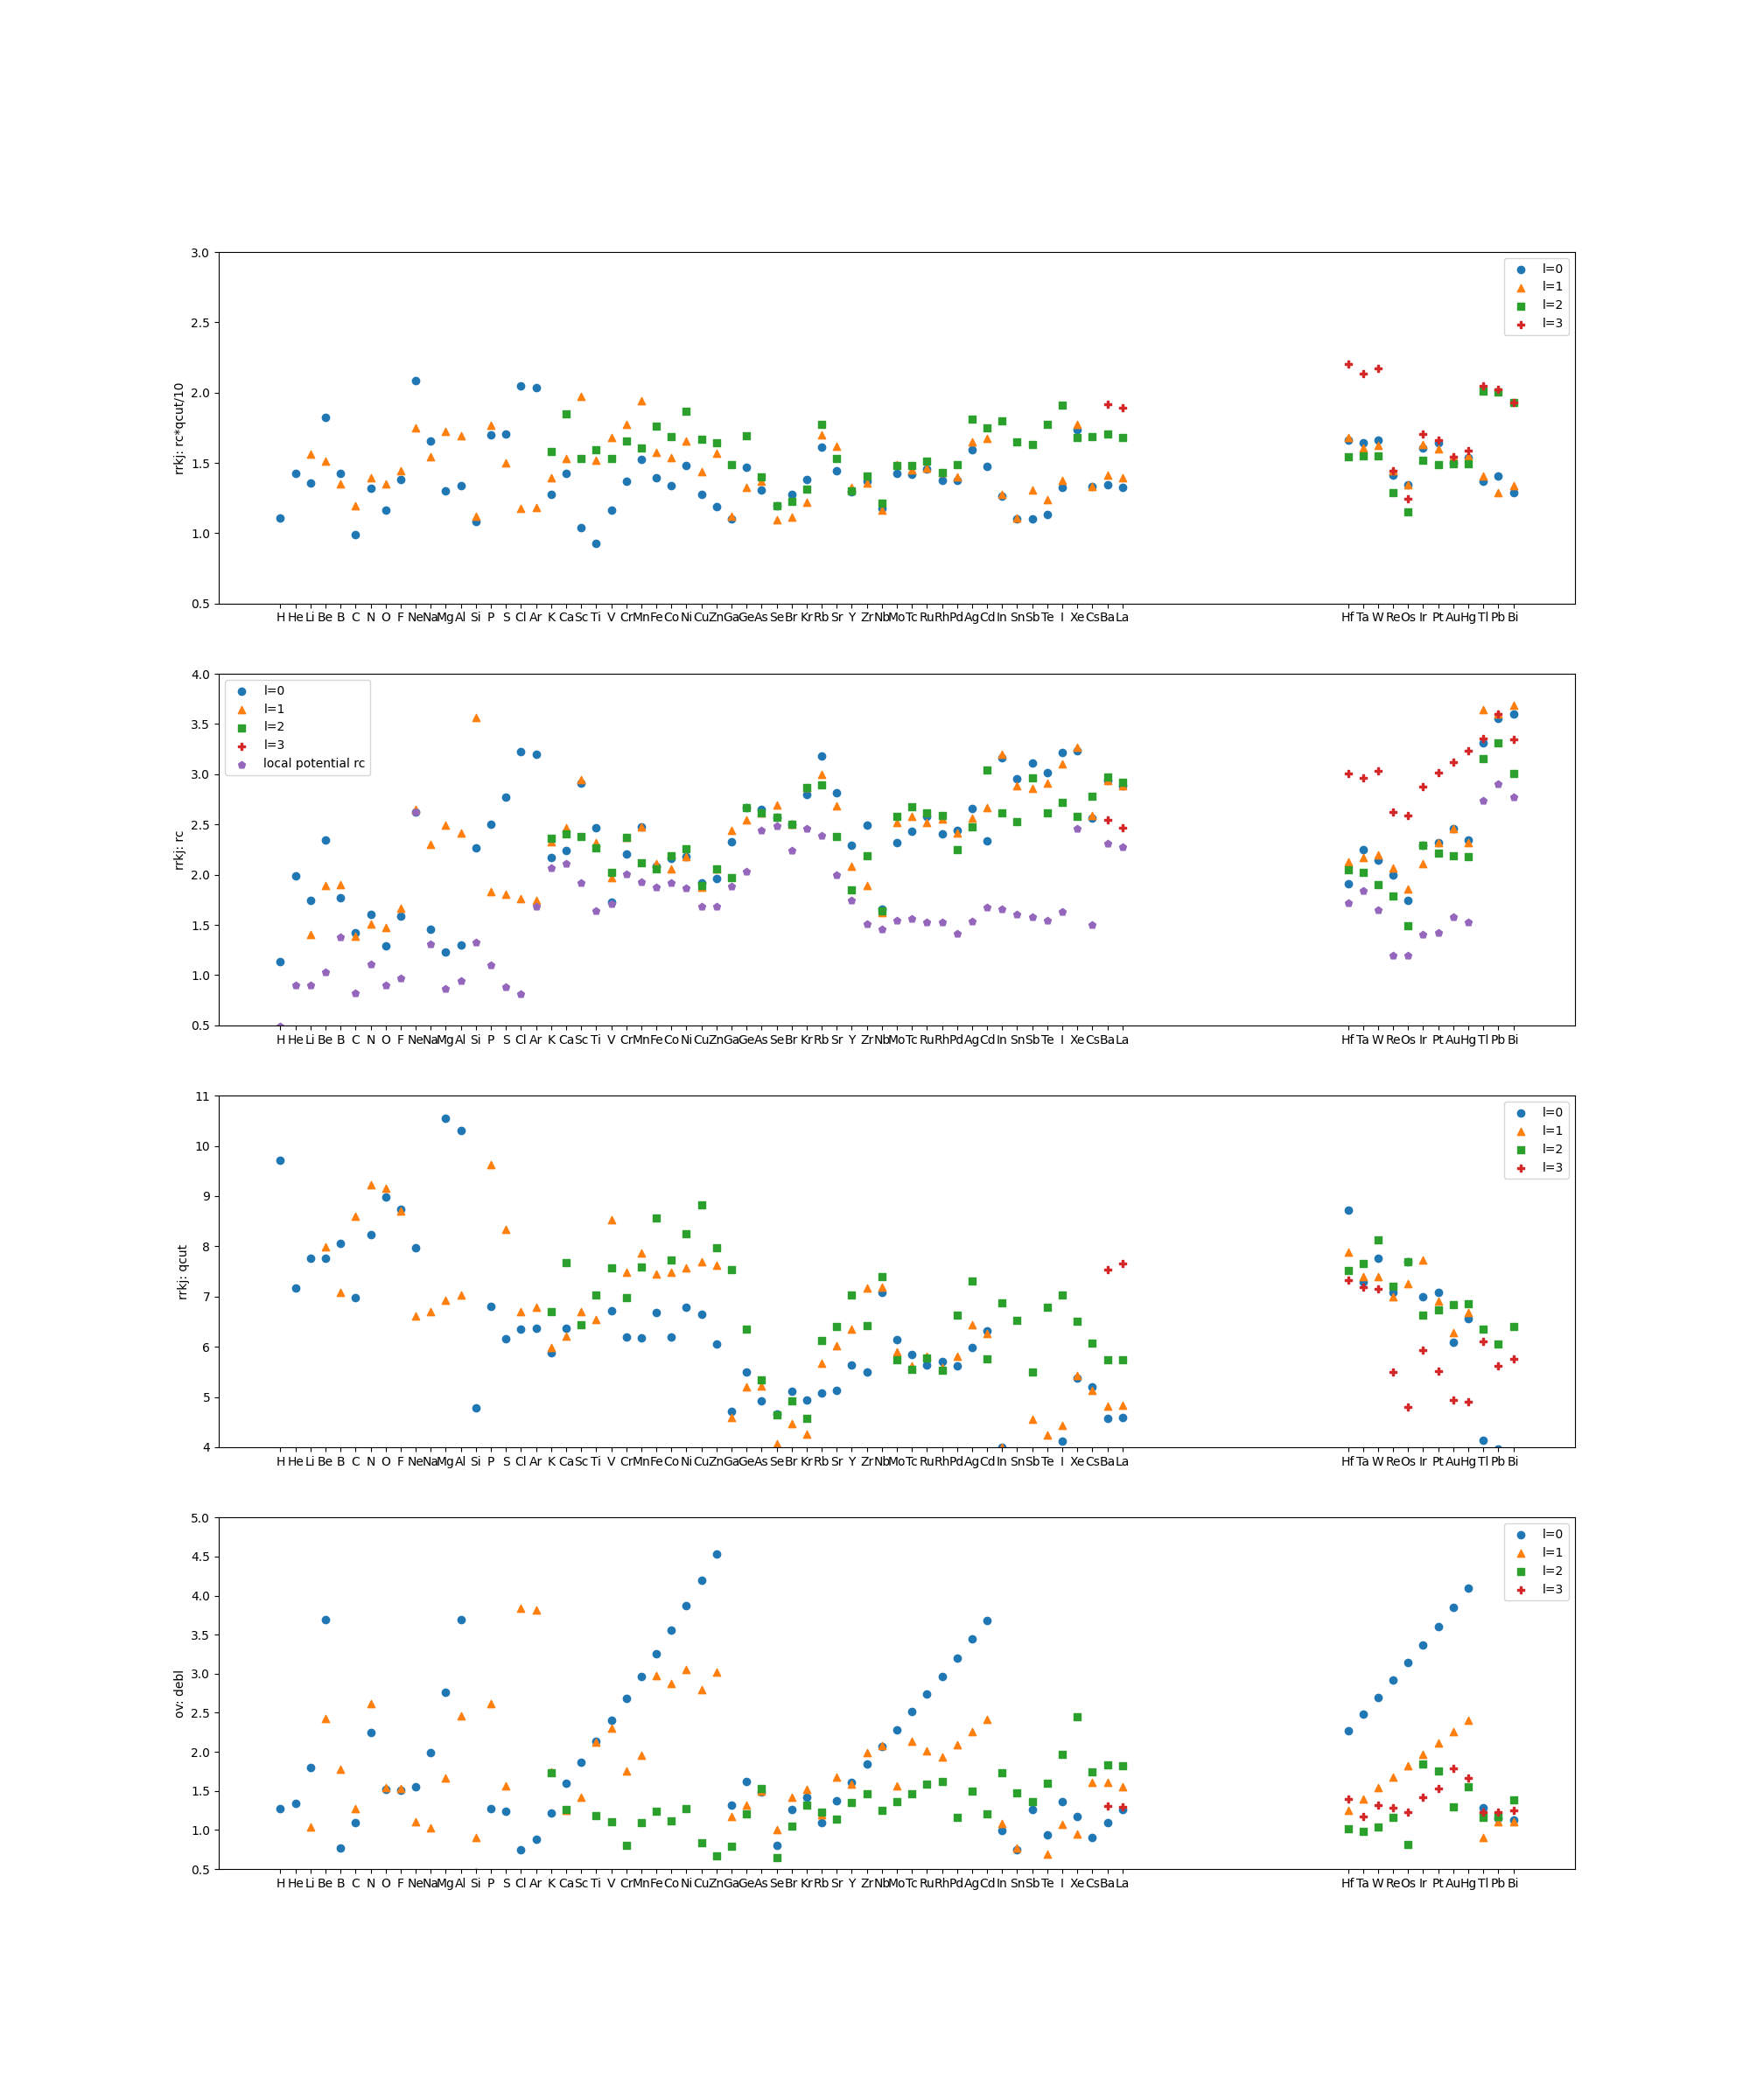 rrkj: rc*qcut/10
3.0
2.5
2.0
1.5
1.0
0.5
l=0
l=1
l=2
l=3
H He Li Be B C N O F Ne Na Mg Al Si P S Cl Ar K Ca Sc Ti V Cr Mn Fe Co Ni Cu Zn Ga Ge As Se Br Kr Rb Sr Y Zr Nb Mo Tc Ru Rh Pd Ag Cd In Sn Sb Te I Xe Cs Ba La Hf Ta W Re Os Ir Pt Au Hg Tl Pb Bi
rrkj: rc
4.0
3.5
3.0
2.5
2.0
1.5
1.0
0.5
l=0
l=1
l=2
l=3
local potential rc
H He Li Be B C N O F Ne Na Mg Al Si P S Cl Ar K Ca Sc Ti V Cr Mn Fe Co Ni Cu Zn Ga Ge As Se Br Kr Rb Sr Y Zr Nb Mo Tc Ru Rh Pd Ag Cd In Sn Sb Te I Xe Cs Ba La Hf Ta W Re Os Ir Pt Au Hg Tl Pb Bi
rrkj: qcut
11
10
9
8
7
6
5
4
l=0
l=1
l=2
l=3
H He Li Be B C N O F Ne Na Mg Al Si P S Cl Ar K Ca Sc Ti V Cr Mn Fe Co Ni Cu Zn Ga Ge As Se Br Kr Rb Sr Y Zr Nb Mo Tc Ru Rh Pd Ag Cd In Sn Sb Te I Xe Cs Ba La Hf Ta W Re Os Ir Pt Au Hg Tl Pb Bi
ov: debl
5.0
4.5
4.0
3.5
3.0
2.5
2.0
1.5
1.0
0.5
l=0
l=1
l=2
l=3
H He Li Be B C N O F Ne Na Mg Al Si P S Cl Ar K Ca Sc Ti V Cr Mn Fe Co Ni Cu Zn Ga Ge As Se Br Kr Rb Sr Y Zr Nb Mo Tc Ru Rh Pd Ag Cd In Sn Sb Te I Xe Cs Ba La Hf Ta W Re Os Ir Pt Au Hg Tl Pb Bi